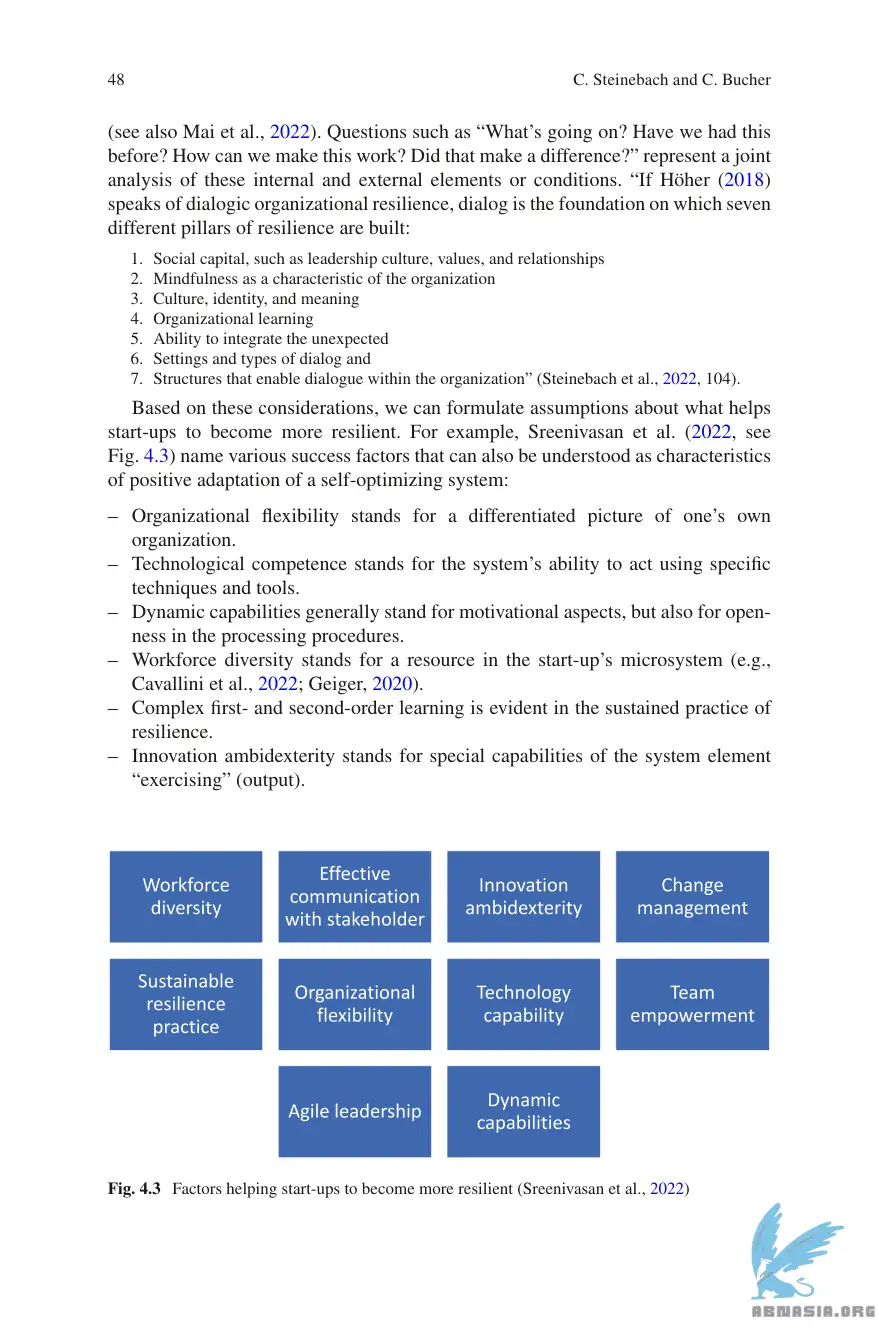 48
C. Steinebach and C. Bucher
(see also Mai et al., 2022). Questions such as “What’s going on? Have we had this
before? How can we make this work? Did that make a difference?” represent a joint
analysis of these internal and external elements or conditions. “If Höher (2018)
speaks of dialogic organizational resilience, dialog is the foundation on which seven
different pillars of resilience are built:
1. Social capital, such as leadership culture, values, and relationships
2. Mindfulness as a characteristic of the organization
3. Culture, identity, and meaning
4. Organizational learning
5. Ability to integrate the unexpected
6. Settings and types of dialog and
7. Structures that enable dialogue within the organization” (Steinebach et al., 2022, 104).
Based on these considerations, we can formulate assumptions about what helps
start-ups to become more resilient. For example, Sreenivasan et al. (2022, see
Fig. 4.3) name various success factors that can also be understood as characteristics
of positive adaptation of a self-optimizing system:
– Organizational flexibility stands for a differentiated picture of one’s own
organization.
– Technological competence stands for the system’s ability to act using specific
techniques and tools.
– Dynamic capabilities generally stand for motivational aspects, but also for open-
ness in the processing procedures.
– Workforce diversity stands for a resource in the start-up’s microsystem (e.g.,
Cavallini et al., 2022; Geiger, 2020).
– Complex first- and second-order learning is evident in the sustained practice of
resilience.
– Innovation ambidexterity stands for special capabilities of the system element
“exercising” (output).
Workforce
diversity
Effective
communication
with stakeholder
Innovation
ambidexterity
Change
management
Sustainable
resilience
practice
Organizational
flexibility
Technology
capability
Team
empowerment
Agile leadership
Dynamic
capabilities
Fig. 4.3 Factors helping start-ups to become more resilient (Sreenivasan et al., 2022)
ABNASIA.ORG